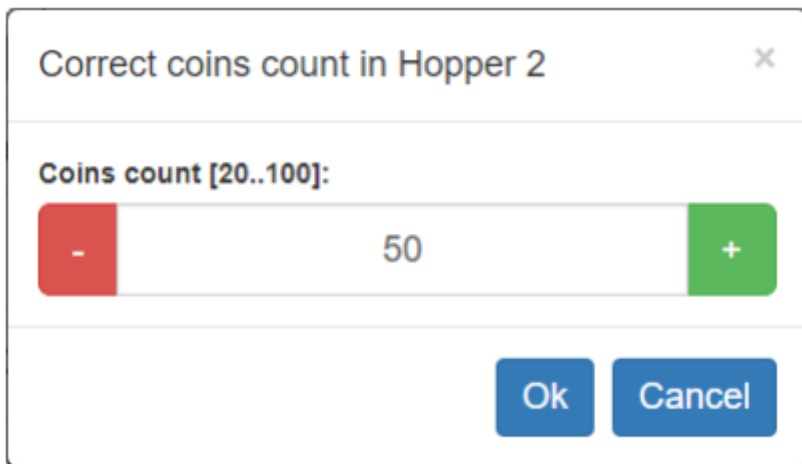 Correct coins count in Hopper 2 ×
Coins count [20..100]:
- 50 +
Ok Cancel